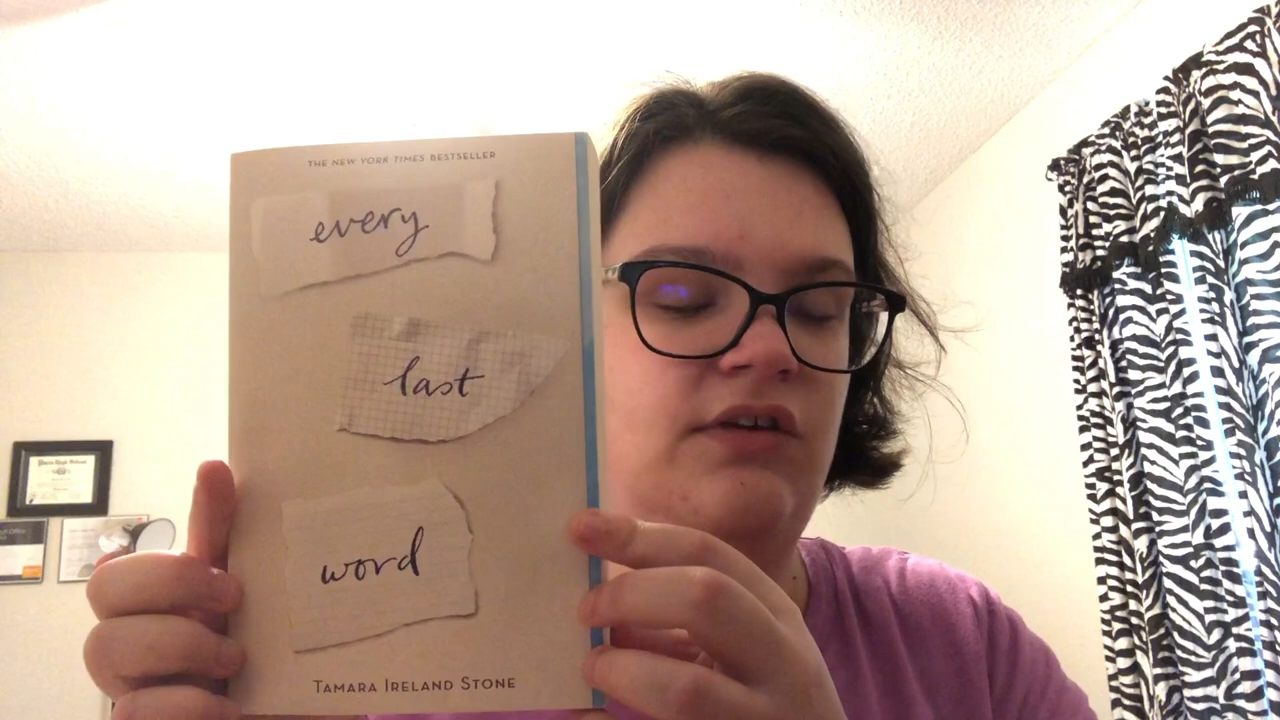 THE NEW YORK TIMES BESTSELLER
every
last
word
TAMARA IRELAND STONE